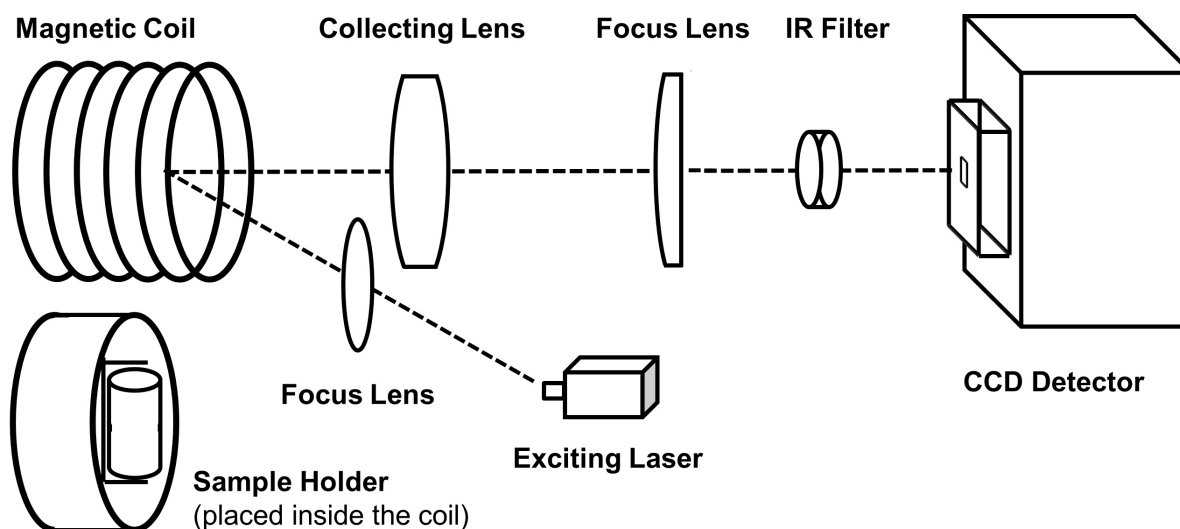 Magnetic Coil
Collecting Lens
Focus Lens
IR Filter
Focus Lens
CCD Detector
Exciting Laser
Sample Holder
(placed inside the coil)